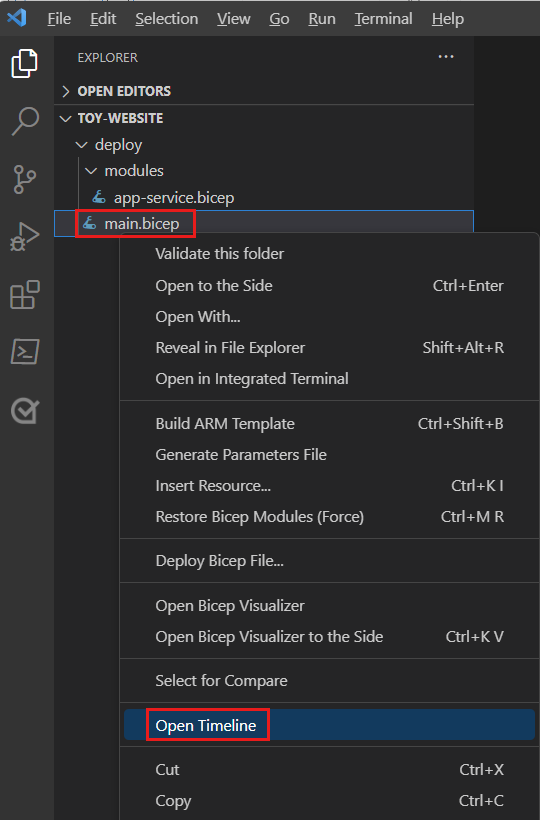 File Edit Selection View Go Run Terminal Help
EXPLORER ...
OPEN EDITORS
TOY-WEBSITE
deploy
modules
app-service.bicep
main.bicep
Validate this folder
Open to the Side Ctrl+Enter
Open With...
Reveal in File Explorer Shift+Alt+R
Open in Integrated Terminal
Build ARM Template Ctrl+Shift+B
Generate Parameters File
Insert Resource... Ctrl+K I
Restore Bicep Modules (Force) Ctrl+M R
Deploy Bicep File...
Open Bicep Visualizer
Open Bicep Visualizer to the Side Ctrl+K V
Select for Compare
Open Timeline
Cut Ctrl+X
Copy Ctrl+C